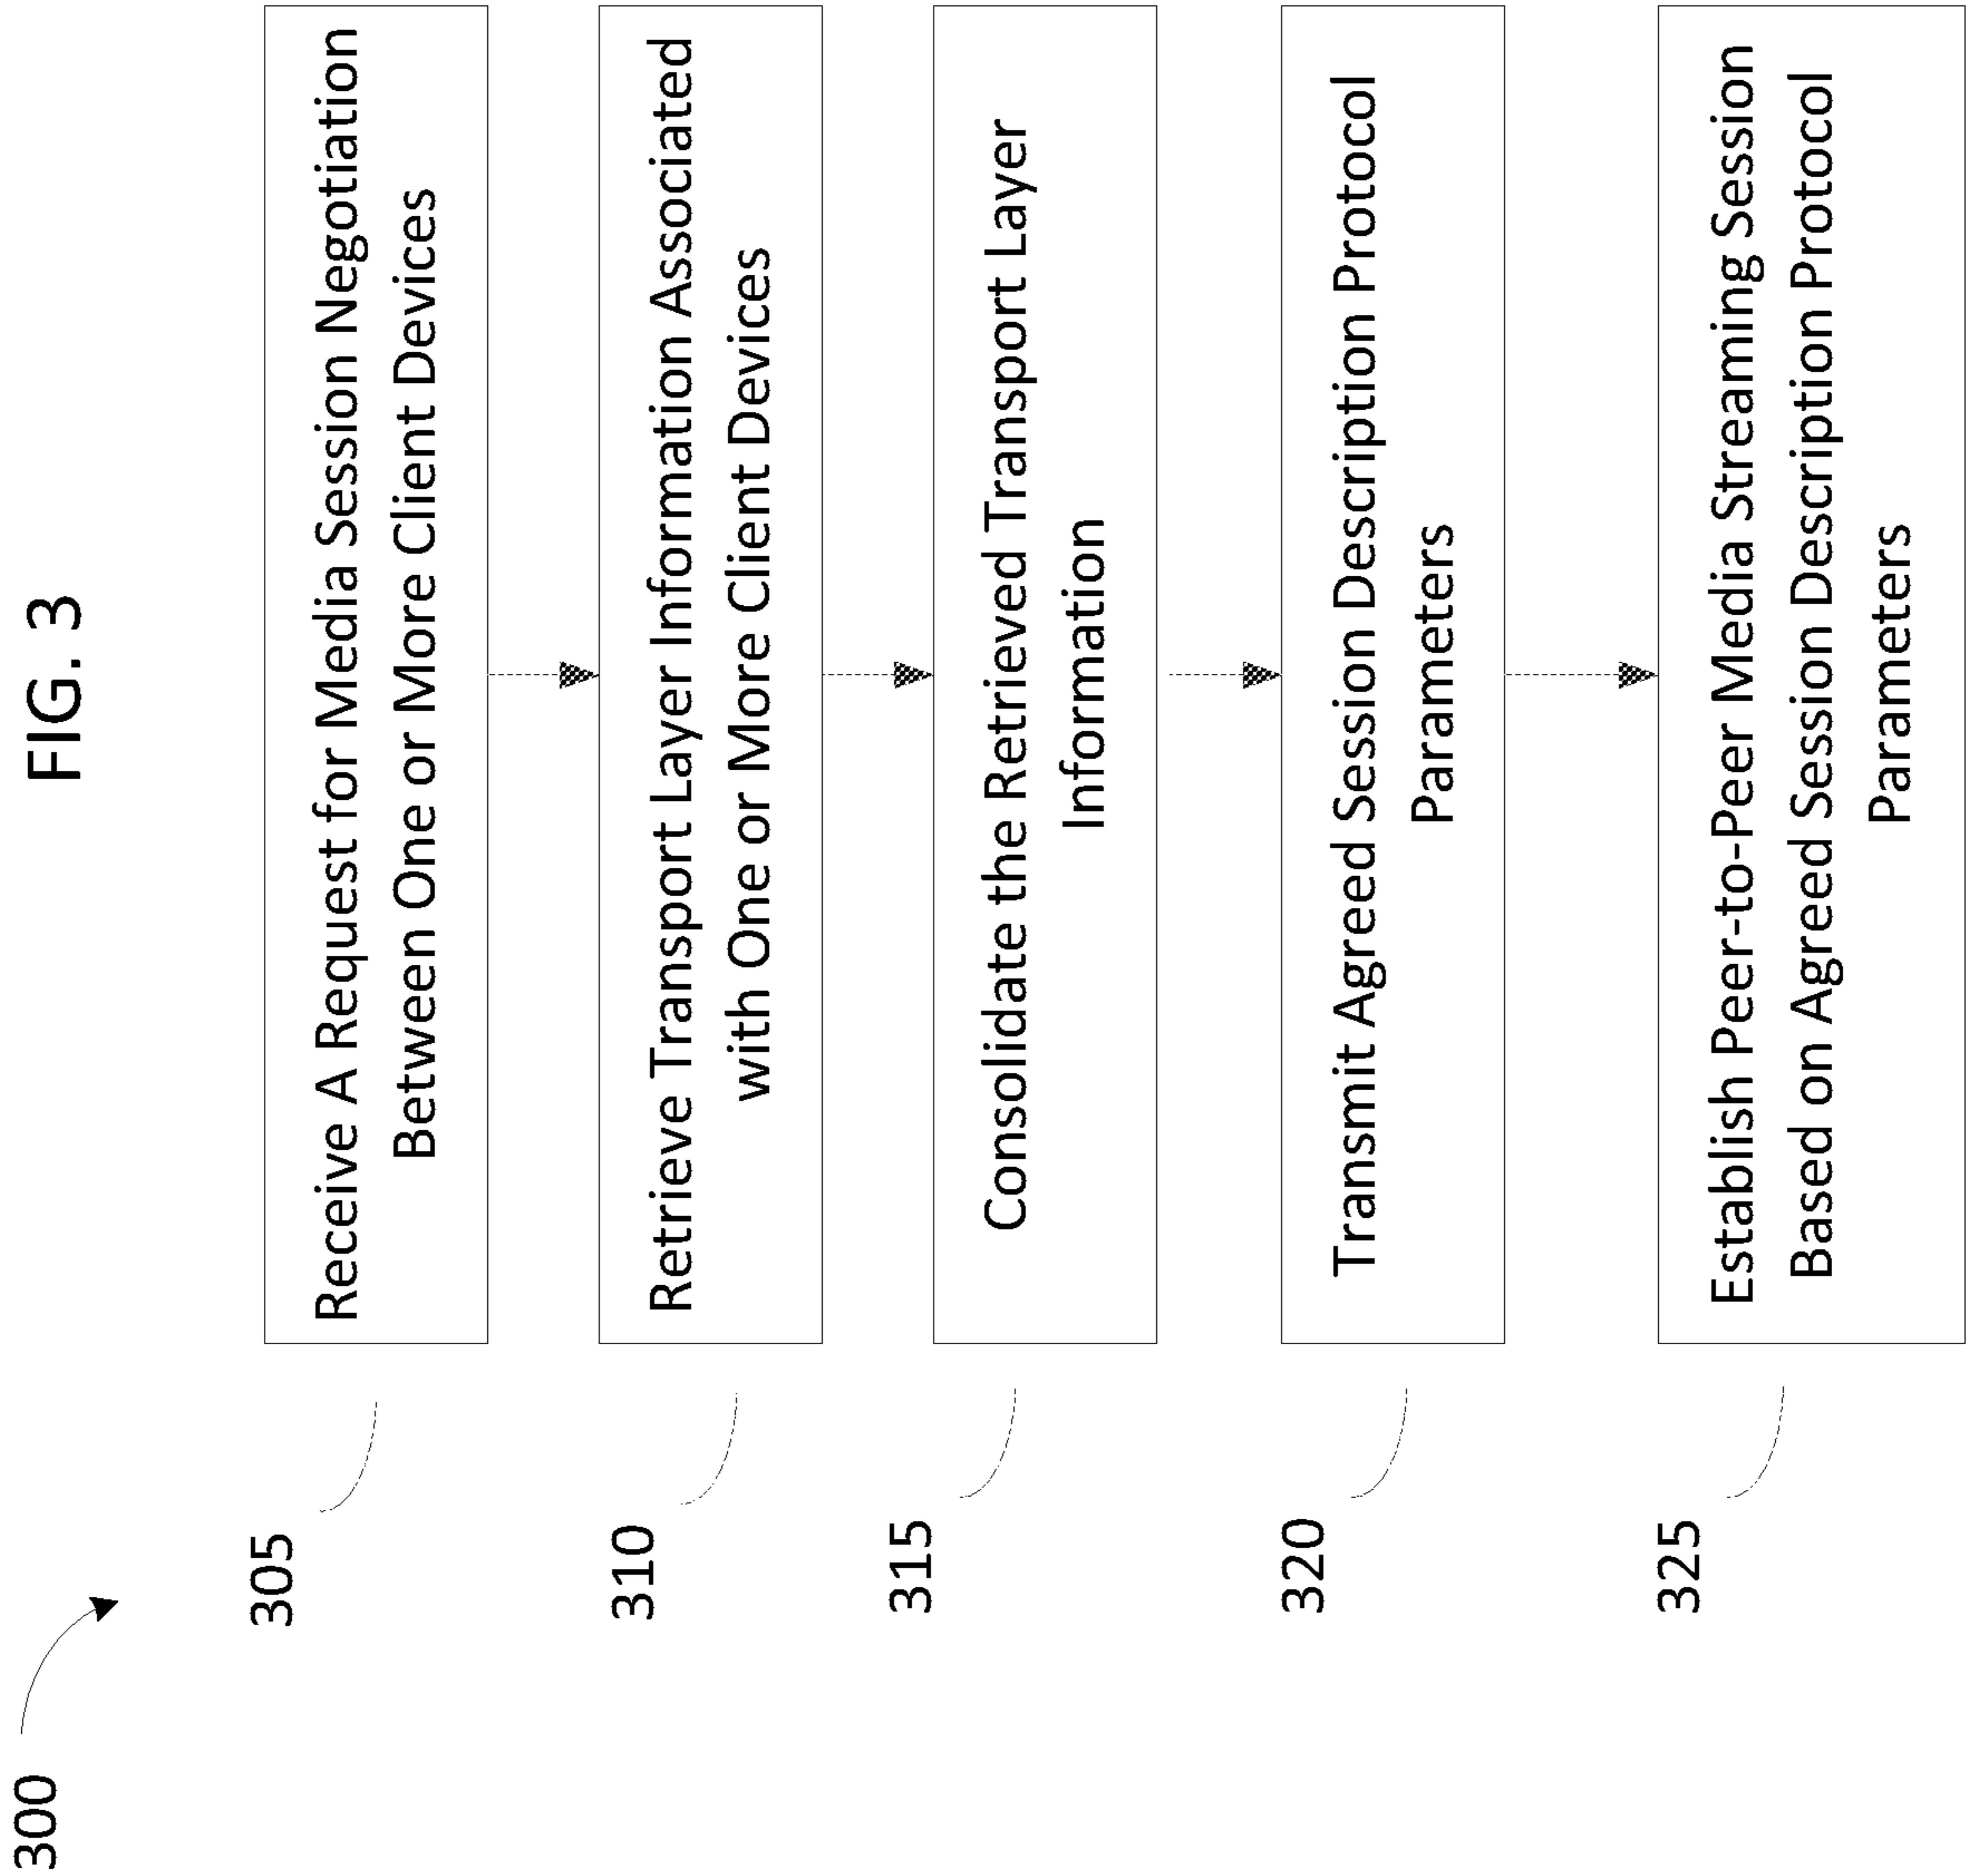 FIG. 3
300
305
Receive A Request for Media Session Negotiation
Between One or More Client Devices
310
Retrieve Transport Layer Information Associated
with One or More Client Devices
315
Consolidate the Retrieved Transport Layer
Information
320
Transmit Agreed Session Description Protocol
Parameters
325
Establish Peer-to-Peer Media Streaming Session
Based on Agreed Session Description Protocol
Parameters